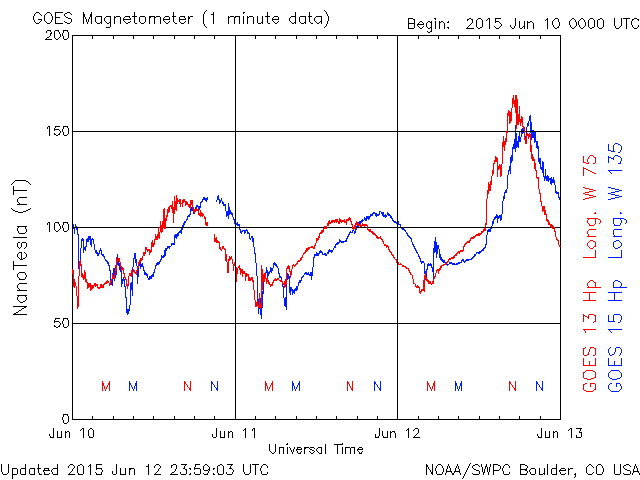 GOES Magnetometer (1 minute data)
Begin: 2015 Jun 10 0000 UTC
200
150
100
50
0
NanoTesla (nT)
M M N N M M N N M M N N
Jun 10 Jun 11 Jun 12 Jun 13
Universal Time
GOES 13 Hp Long. W 75
GOES 15 Hp Long. W 135
Updated 2015 Jun 12 23:59:03 UTC
NOAA/SWPC Boulder, CO USA